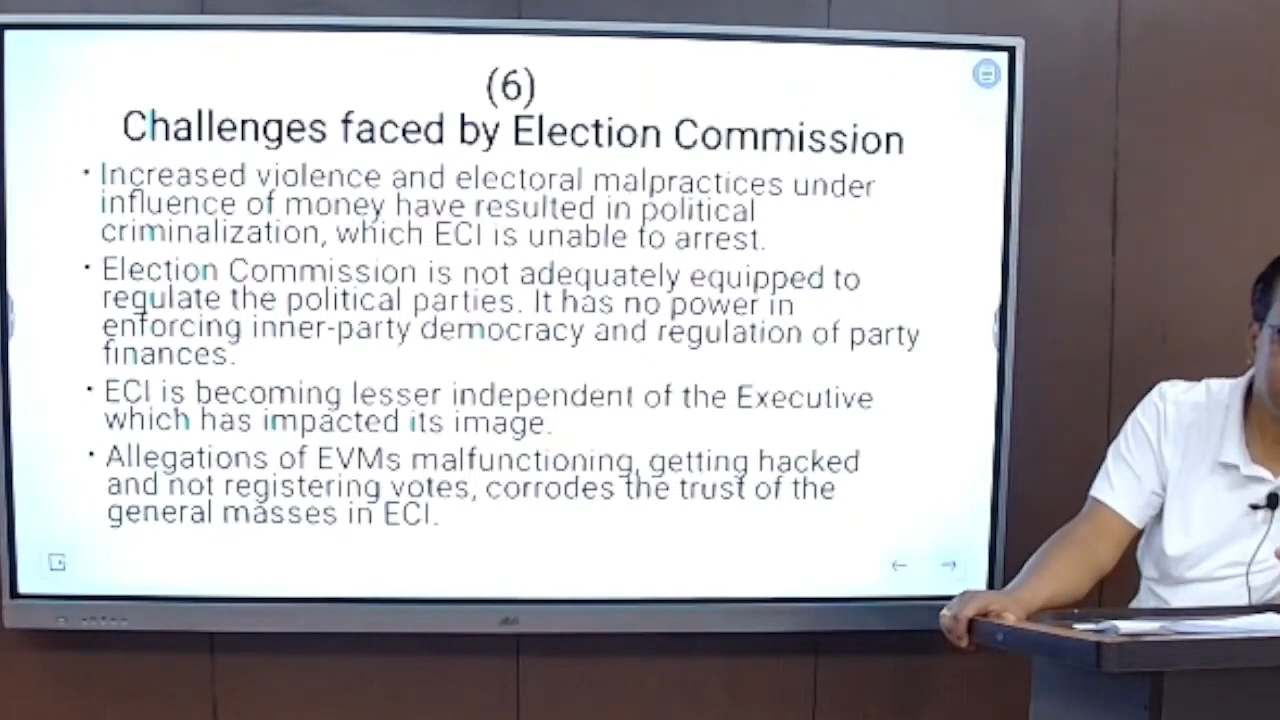 (6)
Challenges faced by Election Commission
• Increased violence and electoral malpractices under
influence of money have resulted in political
criminalization, which ECI is unable to arrest.
• Election Commission is not adequately equipped to
regulate the political parties. It has no power in
enforcing inner-party democracy and regulation of party
finances.
• ECI is becoming lesser independent of the Executive
which has impacted its image.
• Allegations of EVMs malfunctioning, getting hacked
and not registering votes, corrodes the trust of the
general masses in ECI.